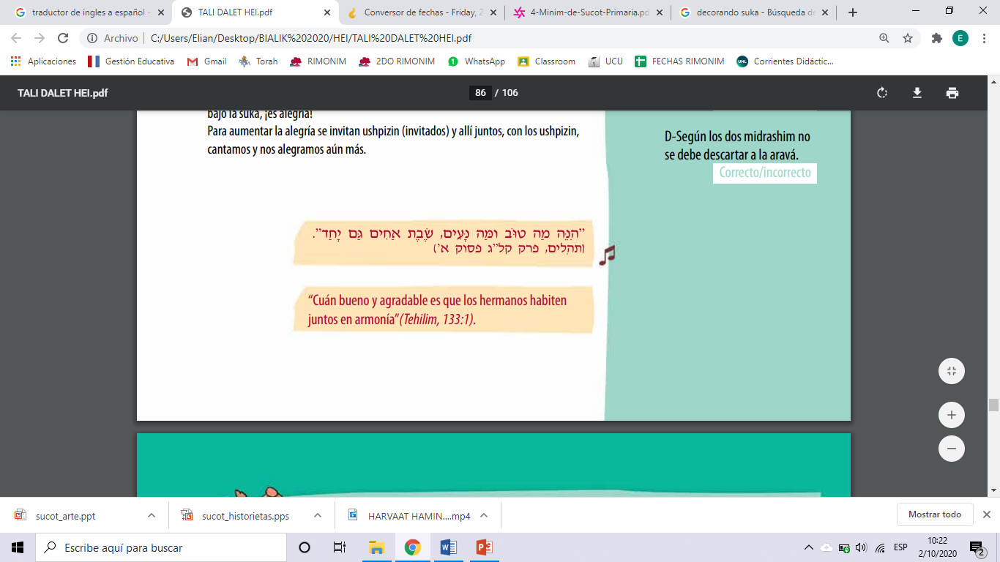 traductor de ingles a español -
TALI DALET HEI.pdf
Conversor de fechas - Friday, 2
4-Minim-de-Sucot-Primaria.pd
decorando suka - Búsqueda de
Archivo
C:/Users/Elian/Desktop/BIALIK%202020/HEI/TALI%20DALET%20HEI.pdf
E
Aplicaciones
Gestión Educativa
Gmail
Torah
RIMONIM
2DO RIMONIM
1
WhatsApp
Classroom
UCU
FECHAS RIMONIM
UNL
Corrientes Didáctic...
TALI DALET HEI.pdf
86 / 106
bajo la suka, ¡es alegría!
Para aumentar la alegría se invitan ushpizin (invitados) y allí juntos, con los ushpizin,
cantamos y nos alegramos aún más.
D-Según los dos midrashim no
se debe descartar a la aravá.
Correcto/incorrecto
"הִנֵּה מַה טוֹב וּמַה נָּעִים, שֶׁבֶת אַחִים גַּם יָחַד".
(תהלים, פרק קל"ג פסוק א')
“Cuán bueno y agradable es que los hermanos habiten
juntos en armonía”(Tehilim, 133:1).
sucot_arte.ppt
sucot_historietas.pps
HARVAAT HAMIN....mp4
Mostrar todo
Escribe aquí para buscar
ESP
10:22
2/10/2020
2